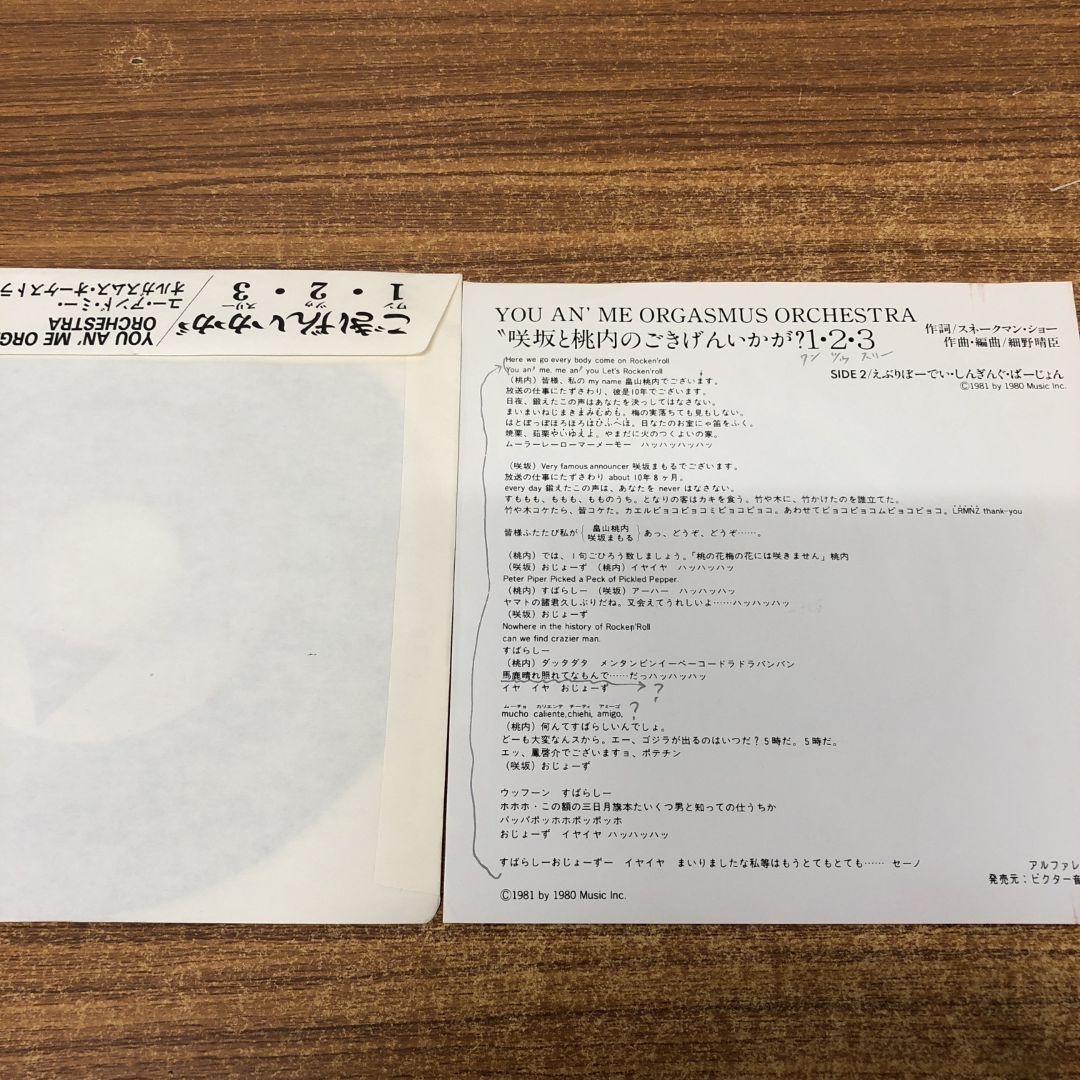 ごきげんいかが
1・2・3
ワン ツゥ スリー
ユー・アンド・ミー・
オルガスムス・オーケストラ
YOU AN' ME ORG
ORCHESTRA
YOU AN' ME ORGASMUS ORCHESTRA
〝咲坂と桃内のごきげんいかが?1・2・3
ワン ツゥ スリー
作詞/スネークマン・ショー
作曲・編曲/細野晴臣
SIDE 2/えぶりぼーでい・しんぎんぐ・ばーじょん
Ⓒ1981 by 1980 Music Inc.
Here we go every body come on Rocken'roll
You an' me, me an' you Let's Rocken'roll
(桃内)皆様、私の my name 畠山桃内でございます。
放送の仕事にたずさわり、彼是10年でございます。
日夜、鍛えたこの声はあなたを決っしてはなさない。
まいまいねじまきまみむめも。梅の実落ちても見もしない。
はとぽっぽほろほろはひふへほ。日なたのお室にゃ笛をふく。
焼栗、茹栗やいゆえよ。やまだに火のつくよいの家。
ムーラーレーローマーメーモー ハッハッハッハッ
(咲坂)Very famous announcer 咲坂まもるでございます。
放送の仕事にたずさわり about 10年8ヶ月。
every day 鍛えたこの声は、あなたを never はなさない。
すももも、ももも、もものうち。となりの客はカキを食う。竹や木に、竹かけたのを誰立てた。
竹や木コケたら、皆コケた。カエルピョコピョコミピョコピョコ。あわせてピョコピョコムピョコピョコ。LRMNZ thank-you
皆様ふたたび私が{畠山桃内 咲坂まもる}あっ、どうぞ、どうぞ……。
(桃内)では、1句ごひろう致しましょう。「桃の花梅の花には咲きません」桃内
(咲坂)おじょーず (桃内)イヤイヤ ハッハッハッ
Peter Piper Picked a Peck of Pickled Pepper.
(桃内)すばらしー (咲坂)アーハー ハッハッハッ
ヤマトの諸君久しぶりだね。又会えてうれしいよ……ハッハッハッ
(咲坂)おじょーず
Nowhere in the history of Rocken'Roll
can we find crazier man.
すばらしー
(桃内)ダッタダタ メンタンピンイーペーコードラドラバンバン
馬鹿晴れ照れてなもんで……だっハッハッハッ
イヤ イヤ おじょーず ?
ムーチョ カリエンテ チーティ アミーゴ
mucho caliente,chiehi, amigo, ?
(桃内)何んてすばらしいんでしょ。
どーも大変なんスから。エー、ゴジラが出るのはいつだ?5時だ。5時だ。
エッ、鳳啓介でございますョ、ポテチン
(咲坂)おじょーず
ウッフーン すばらしー
ホホホ・この額の三日月旗本たいくつ男と知っての仕うちか
パッパポッホホポッポッホ
おじょーず イヤイヤ ハッハッハッ
すばらしーおじょーずー イヤイヤ まいりましたな私等はもうとてもとても…… セーノ
Ⓒ1981 by 1980 Music Inc.
アルファレ
発売元:ビクター音